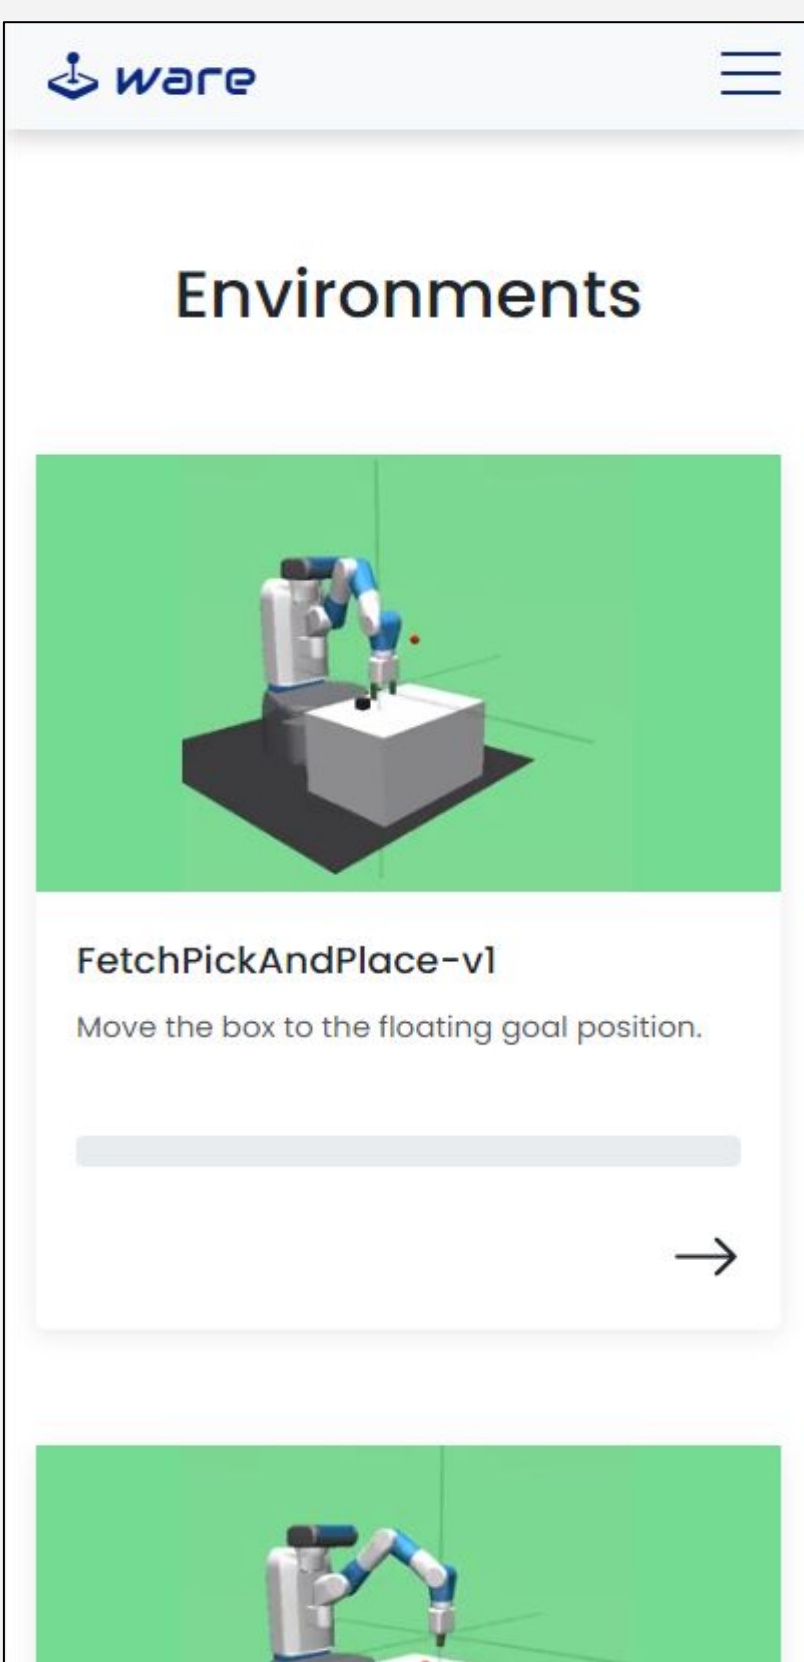 ware
Environments
FetchPickAndPlace-v1
Move the box to the floating goal position.